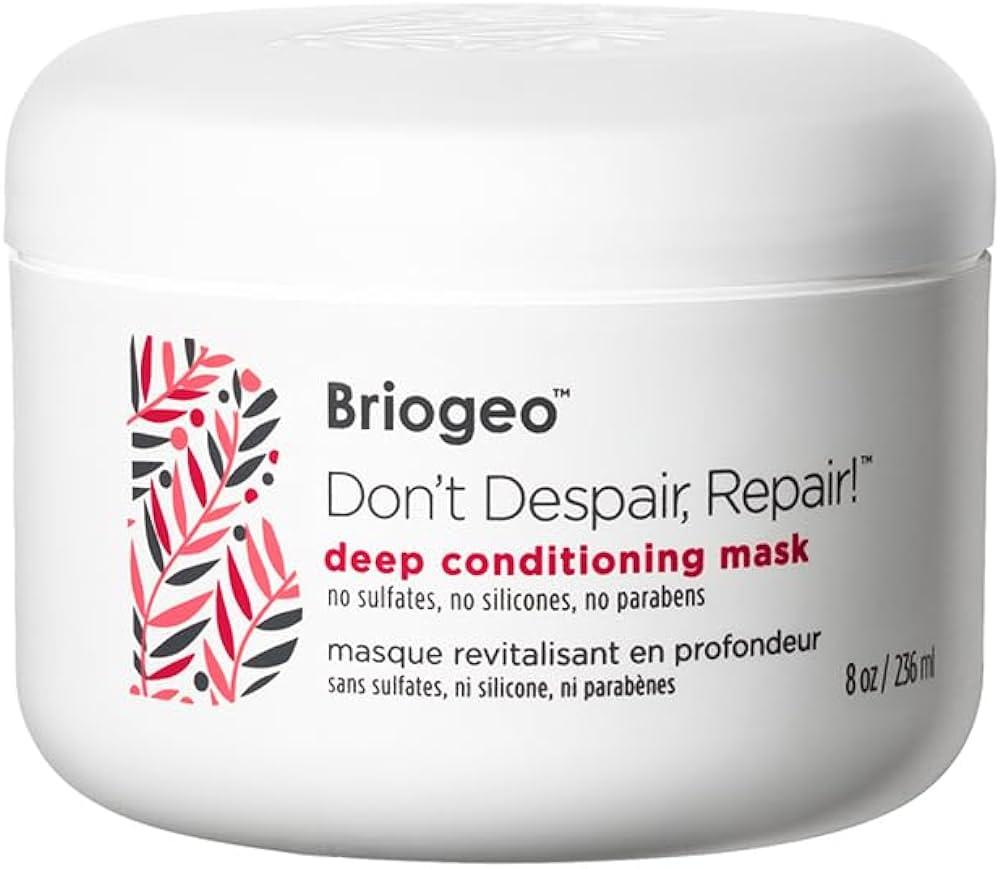 Briogeo™
Don't Despair, Repair!™
deep conditioning mask
no sulfates, no silicones, no parabens
masque revitalisant en profondeur
sans sulfates, ni silicone, ni parabènes
8 oz / 236 ml